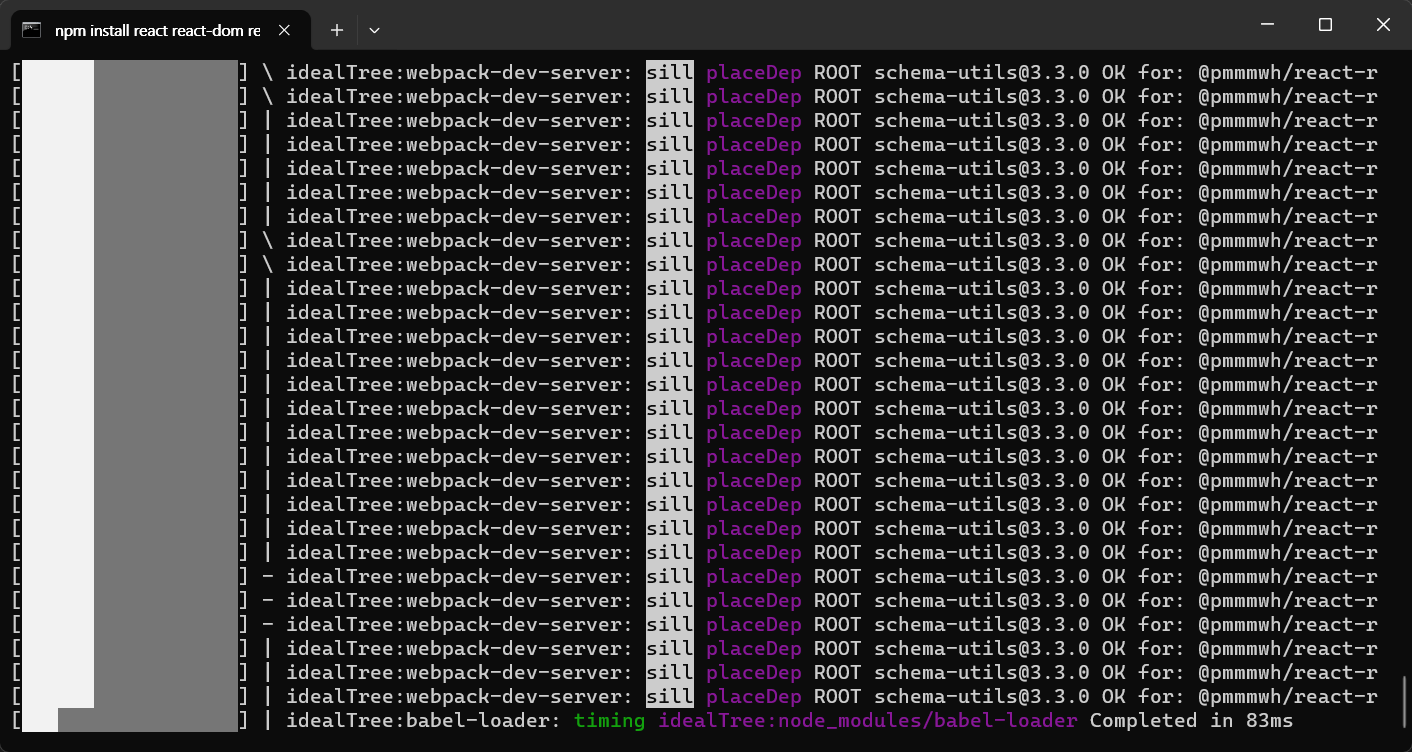 npm install react react-dom re
[ ] \ idealTree:webpack-dev-server: sill placeDep ROOT schema-utils@3.3.0 OK for: @pmmmwh/react-r
[ ] \ idealTree:webpack-dev-server: sill placeDep ROOT schema-utils@3.3.0 OK for: @pmmmwh/react-r
[ ] | idealTree:webpack-dev-server: sill placeDep ROOT schema-utils@3.3.0 OK for: @pmmmwh/react-r
[ ] | idealTree:webpack-dev-server: sill placeDep ROOT schema-utils@3.3.0 OK for: @pmmmwh/react-r
[ ] | idealTree:webpack-dev-server: sill placeDep ROOT schema-utils@3.3.0 OK for: @pmmmwh/react-r
[ ] | idealTree:webpack-dev-server: sill placeDep ROOT schema-utils@3.3.0 OK for: @pmmmwh/react-r
[ ] | idealTree:webpack-dev-server: sill placeDep ROOT schema-utils@3.3.0 OK for: @pmmmwh/react-r
[ ] \ idealTree:webpack-dev-server: sill placeDep ROOT schema-utils@3.3.0 OK for: @pmmmwh/react-r
[ ] \ idealTree:webpack-dev-server: sill placeDep ROOT schema-utils@3.3.0 OK for: @pmmmwh/react-r
[ ] | idealTree:webpack-dev-server: sill placeDep ROOT schema-utils@3.3.0 OK for: @pmmmwh/react-r
[ ] | idealTree:webpack-dev-server: sill placeDep ROOT schema-utils@3.3.0 OK for: @pmmmwh/react-r
[ ] | idealTree:webpack-dev-server: sill placeDep ROOT schema-utils@3.3.0 OK for: @pmmmwh/react-r
[ ] | idealTree:webpack-dev-server: sill placeDep ROOT schema-utils@3.3.0 OK for: @pmmmwh/react-r
[ ] | idealTree:webpack-dev-server: sill placeDep ROOT schema-utils@3.3.0 OK for: @pmmmwh/react-r
[ ] | idealTree:webpack-dev-server: sill placeDep ROOT schema-utils@3.3.0 OK for: @pmmmwh/react-r
[ ] | idealTree:webpack-dev-server: sill placeDep ROOT schema-utils@3.3.0 OK for: @pmmmwh/react-r
[ ] | idealTree:webpack-dev-server: sill placeDep ROOT schema-utils@3.3.0 OK for: @pmmmwh/react-r
[ ] | idealTree:webpack-dev-server: sill placeDep ROOT schema-utils@3.3.0 OK for: @pmmmwh/react-r
[ ] | idealTree:webpack-dev-server: sill placeDep ROOT schema-utils@3.3.0 OK for: @pmmmwh/react-r
[ ] | idealTree:webpack-dev-server: sill placeDep ROOT schema-utils@3.3.0 OK for: @pmmmwh/react-r
[ ] | idealTree:webpack-dev-server: sill placeDep ROOT schema-utils@3.3.0 OK for: @pmmmwh/react-r
[ ] - idealTree:webpack-dev-server: sill placeDep ROOT schema-utils@3.3.0 OK for: @pmmmwh/react-r
[ ] - idealTree:webpack-dev-server: sill placeDep ROOT schema-utils@3.3.0 OK for: @pmmmwh/react-r
[ ] - idealTree:webpack-dev-server: sill placeDep ROOT schema-utils@3.3.0 OK for: @pmmmwh/react-r
[ ] | idealTree:webpack-dev-server: sill placeDep ROOT schema-utils@3.3.0 OK for: @pmmmwh/react-r
[ ] | idealTree:webpack-dev-server: sill placeDep ROOT schema-utils@3.3.0 OK for: @pmmmwh/react-r
[ ] | idealTree:webpack-dev-server: sill placeDep ROOT schema-utils@3.3.0 OK for: @pmmmwh/react-r
[ ] | idealTree:babel-loader: timing idealTree:node_modules/babel-loader Completed in 83ms